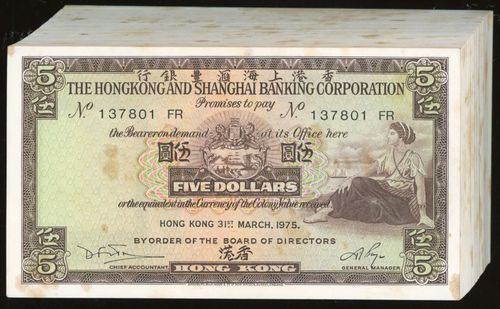 5 行銀豐滙海上港香 5
伍 THE HONGKONG AND SHANGHAI BANKING CORPORATION 伍
Promises to pay
No 137801 FR No 137801 FR
the Bearer on demand at its Office here
圓伍 圓伍
FIVE DOLLARS
or the equivalent in the Currency of the Colony, Value received.
HONG KONG 31ST MARCH, 1975.
BY ORDER OF THE BOARD OF DIRECTORS
伍 港香 伍
5 CHIEF ACCOUNTANT HONG KONG GENERAL MANAGER 5